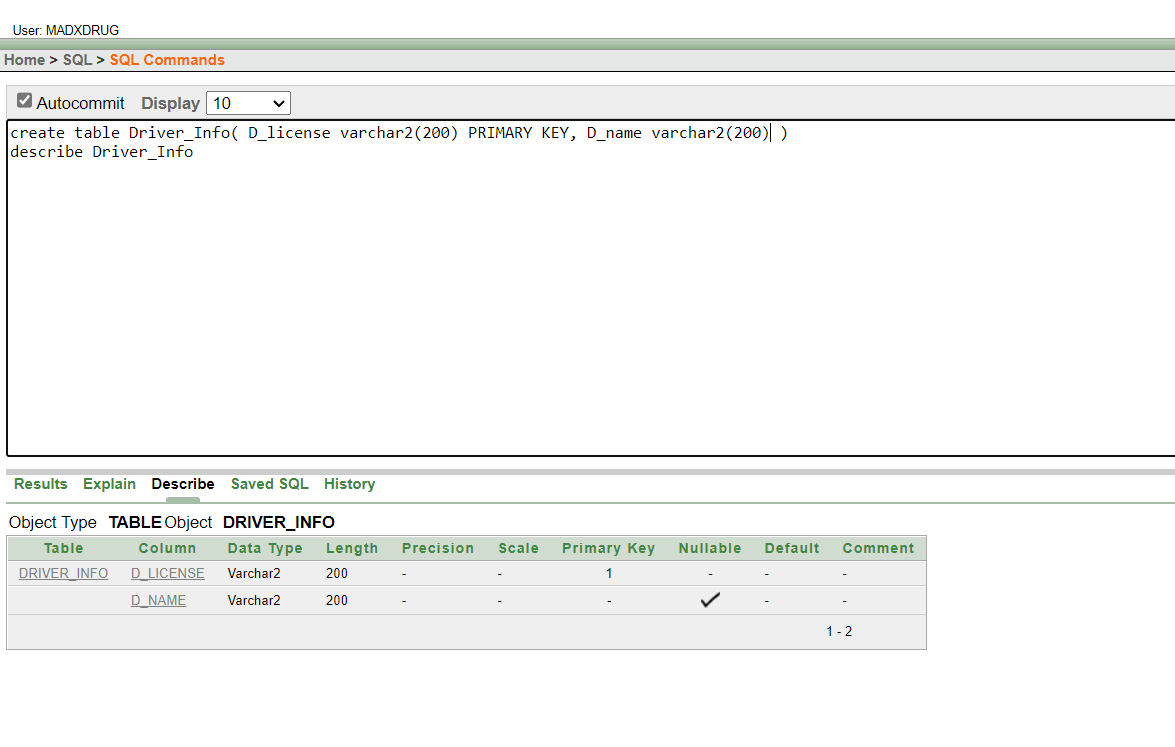 User: MADXDRUG
Home > SQL > SQL Commands
Autocommit Display 10
create table Driver_Info( D_license varchar2(200) PRIMARY KEY, D_name varchar2(200) )
describe Driver_Info
Results Explain Describe Saved SQL History
Object Type TABLE Object DRIVER_INFO
Table Column Data Type Length Precision Scale Primary Key Nullable Default Comment
DRIVER_INFO D_LICENSE Varchar2 200 - - 1 - - -
D_NAME Varchar2 200 - - - - -
1 - 2